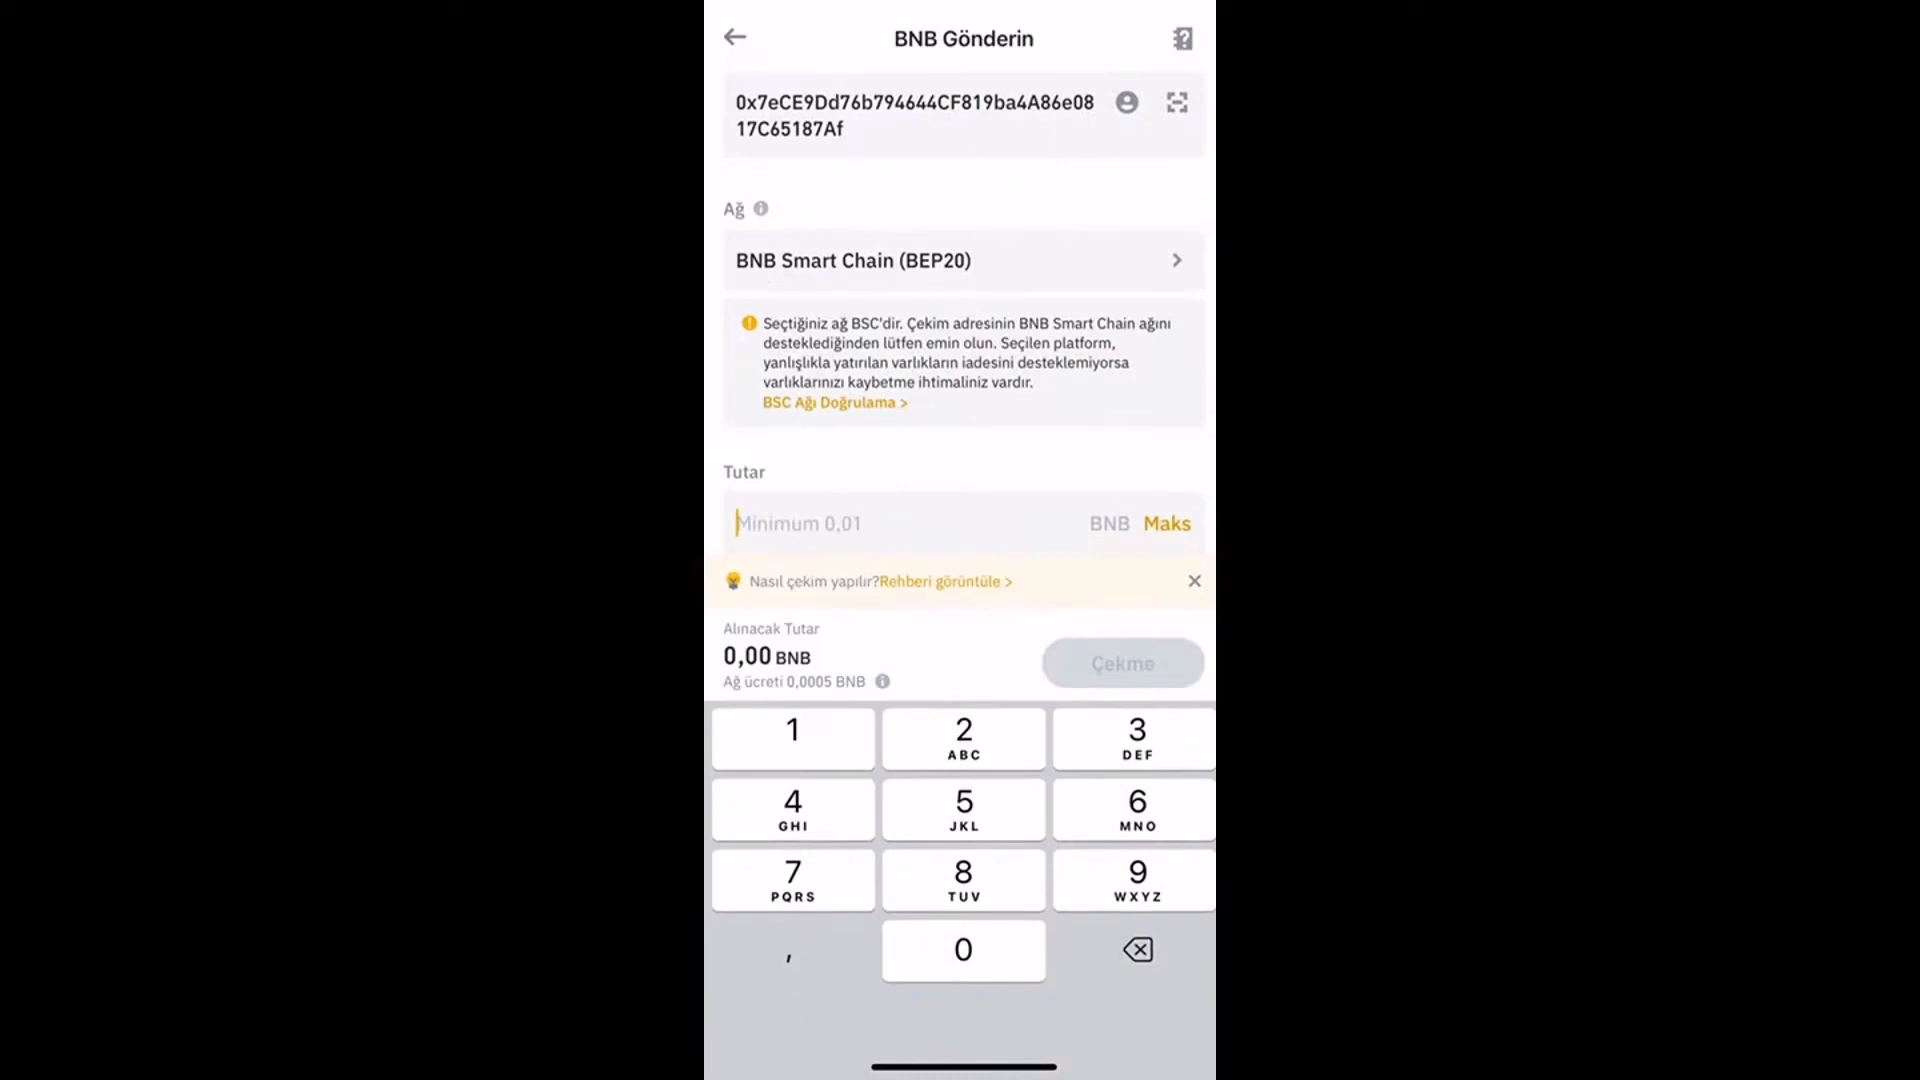 BNB Gönderin
0x7eCE9Dd76b794644CF819ba4A86e08
17C65187Af
Ağ
BNB Smart Chain (BEP20)
Seçtiğiniz ağ BSC'dir. Çekim adresinin BNB Smart Chain ağını
desteklediğinden lütfen emin olun. Seçilen platform,
yanlışlıkla yatırılan varlıkların iadesini desteklemiyorsa
varlıklarınızı kaybetme ihtimaliniz vardır.
BSC Ağı Doğrulama >
Tutar
Minimum 0,01 BNB Maks
Nasıl çekim yapılır?Rehberi görüntüle >
Alınacak Tutar
0,00 BNB
Çekme
Ağ ücreti 0,0005 BNB
1 2 3
ABC DEF
4 5 6
GHI JKL MNO
7 8 9
PQRS TUV WXYZ
, 0